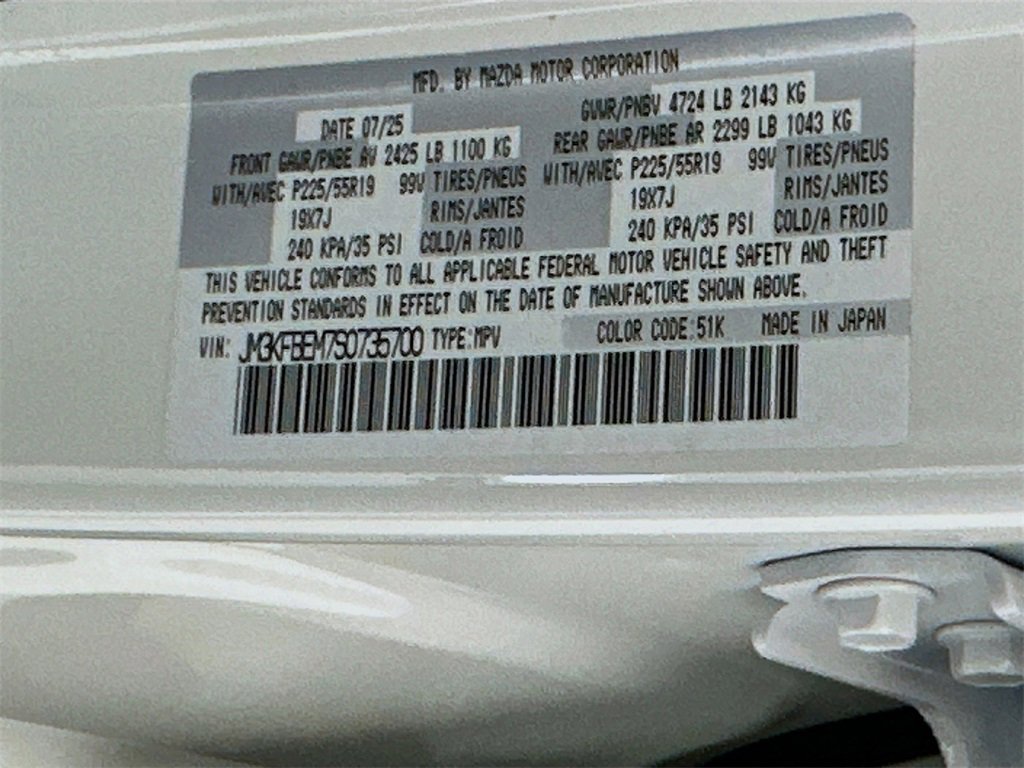 MFD. BY MAZDA MOTOR CORPORATION
DATE 07/25
GVWR/PNBV 4724 LB 2143 KG
FRONT GAWR/PNBE AV 2425 LB 1100 KG
REAR GAWR/PNBE AR 2299 LB 1043 KG
WITH/AVEC P225/55R19 99V TIRES/PNEUS
WITH/AVEC P225/55R19 99V TIRES/PNEUS
19X7J RIMS/JANTES
19X7J RIMS/JANTES
240 KPA/35 PSI COLD/A FROID
240 KPA/35 PSI COLD/A FROID
THIS VEHICLE CONFORMS TO ALL APPLICABLE FEDERAL MOTOR VEHICLE SAFETY AND THEFT
PREVENTION STANDARDS IN EFFECT ON THE DATE OF MANUFACTURE SHOWN ABOVE.
VIN: JM3KFBEM7S0735700 TYPE:MPV COLOR CODE:51K MADE IN JAPAN